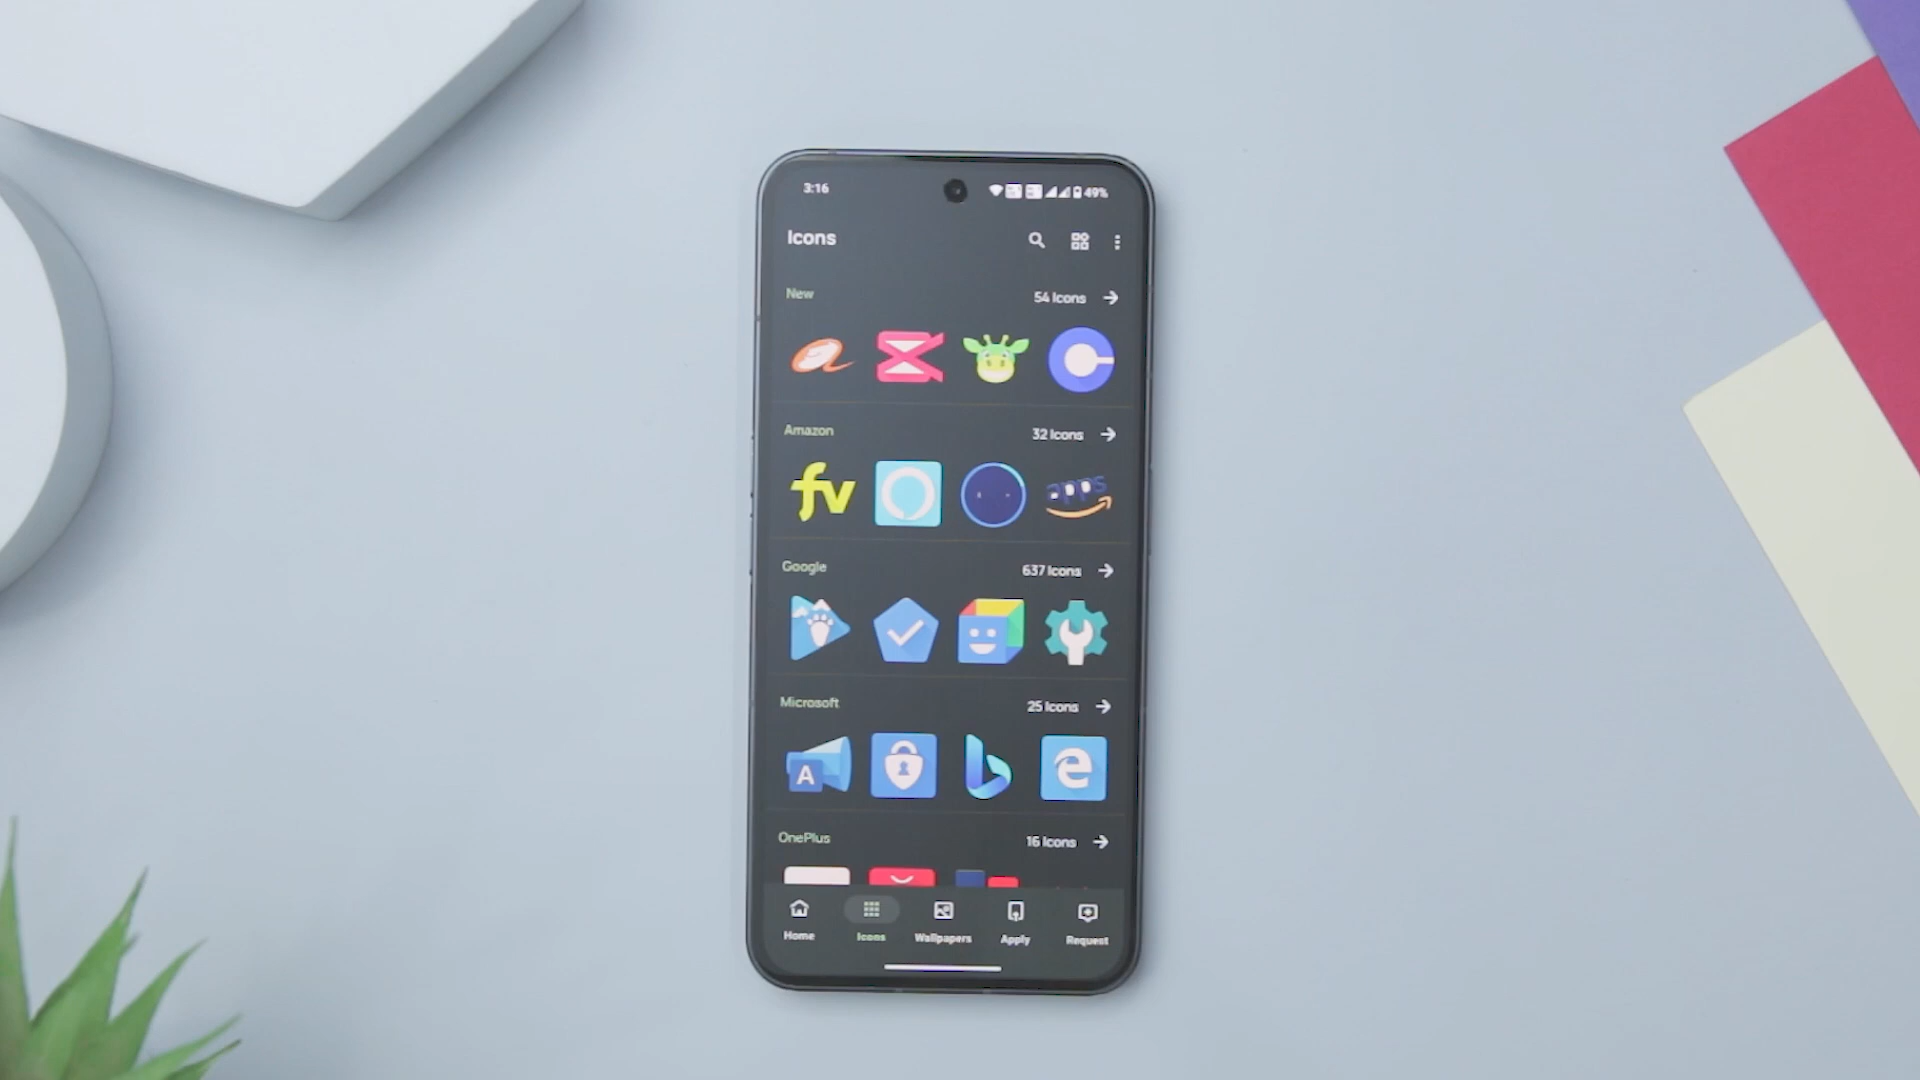 3:16 49%
Icons
New 54 Icons
Amazon 32 Icons
fv apps
Google 637 Icons
Microsoft 25 Icons
A
OnePlus 16 Icons
Home Icons Wallpapers Apply Request